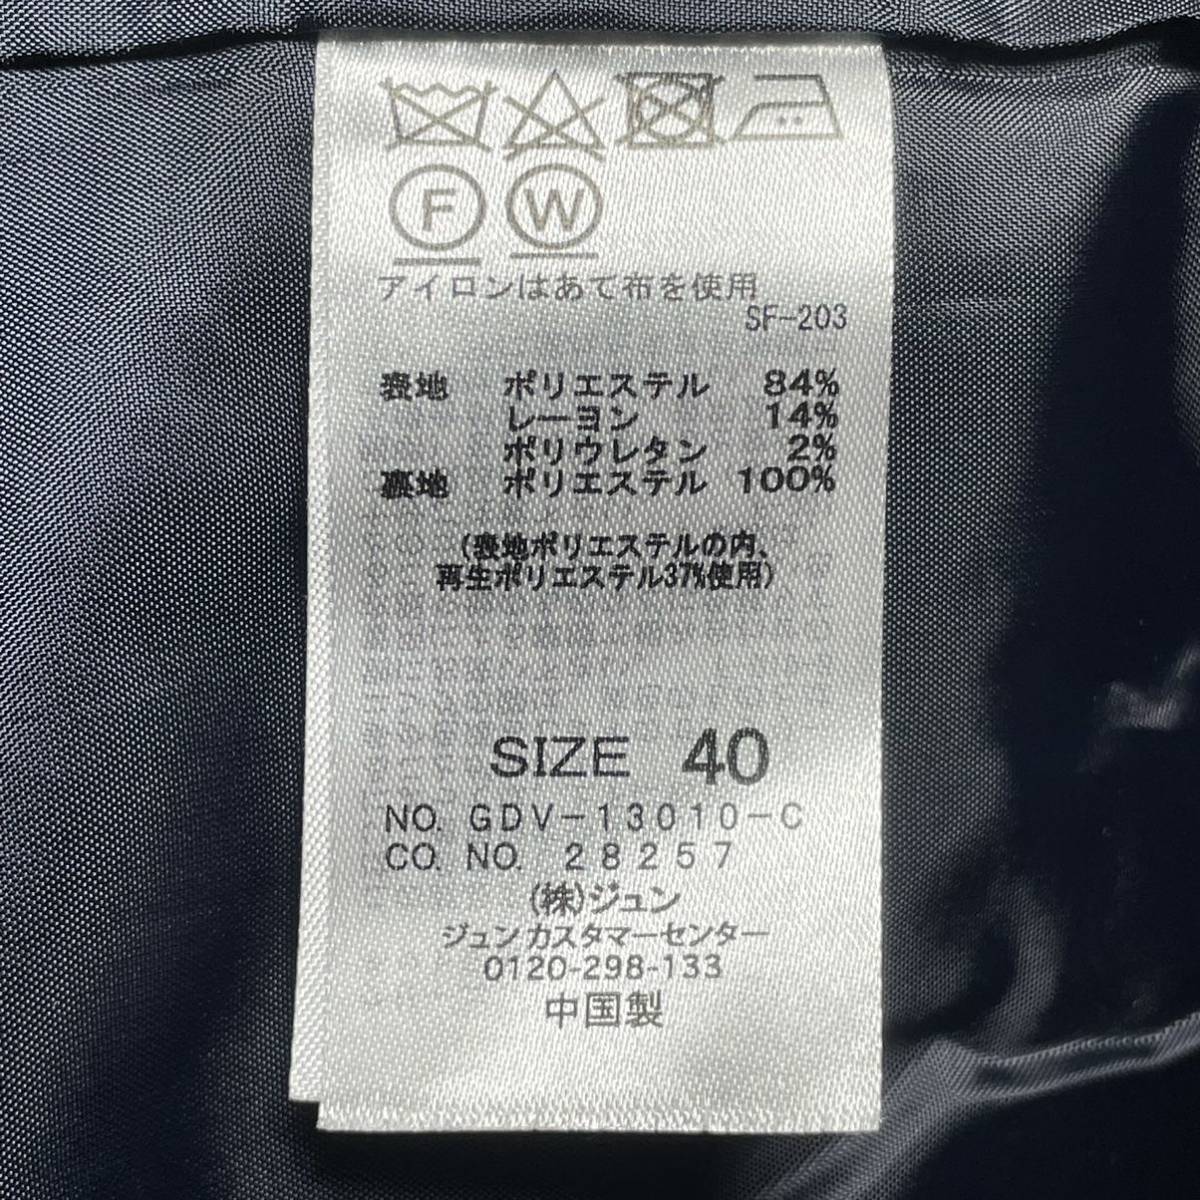 F W
アイロンはあて布を使用
SF-203
表地 ポリエステル 84%
レーヨン 14%
ポリウレタン 2%
裏地 ポリエステル 100%
(表地ポリエステルの内、
再生ポリエステル37%使用)
SIZE 40
NO. GDV-13010-C
CO. NO. 28257
(株)ジュン
ジュンカスタマーセンター
0120-298-133
中国製